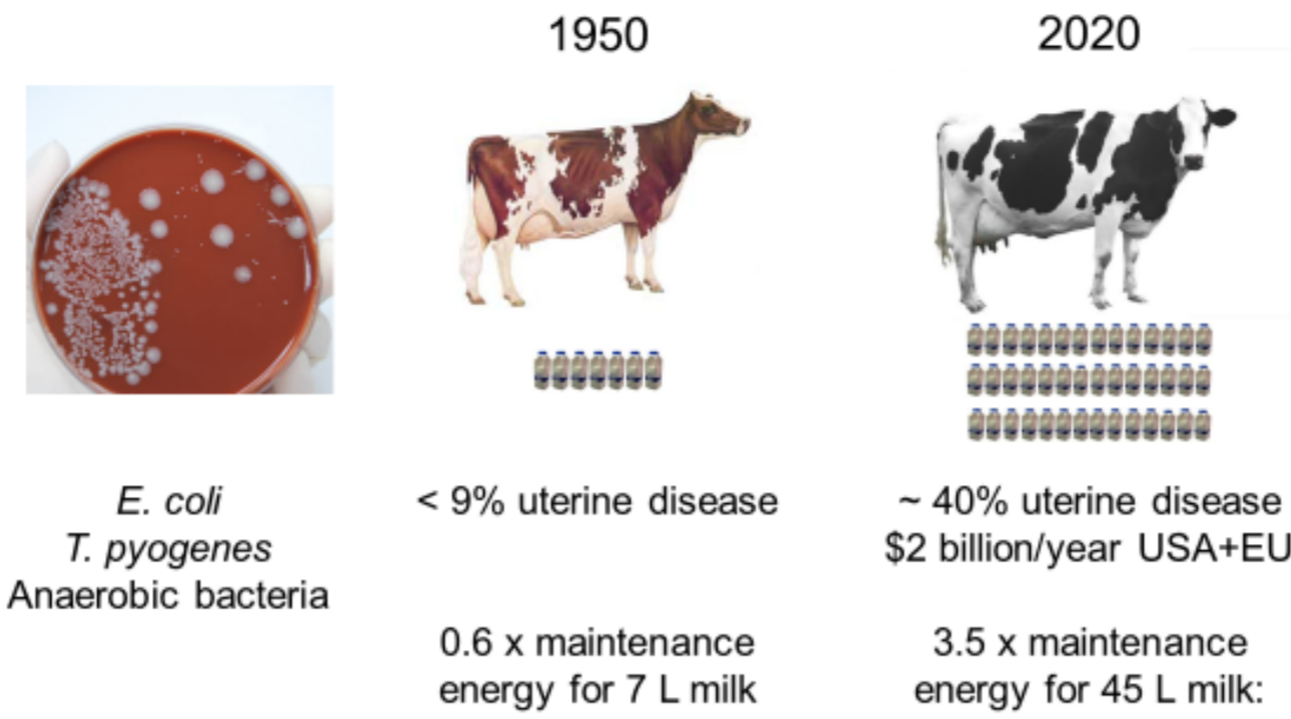 1950
2020
E. coli
T. pyogenes
Anaerobic bacteria
< 9% uterine disease
0.6 x maintenance
energy for 7 L milk
~ 40% uterine disease
$2 billion/year USA+EU
3.5 x maintenance
energy for 45 L milk: